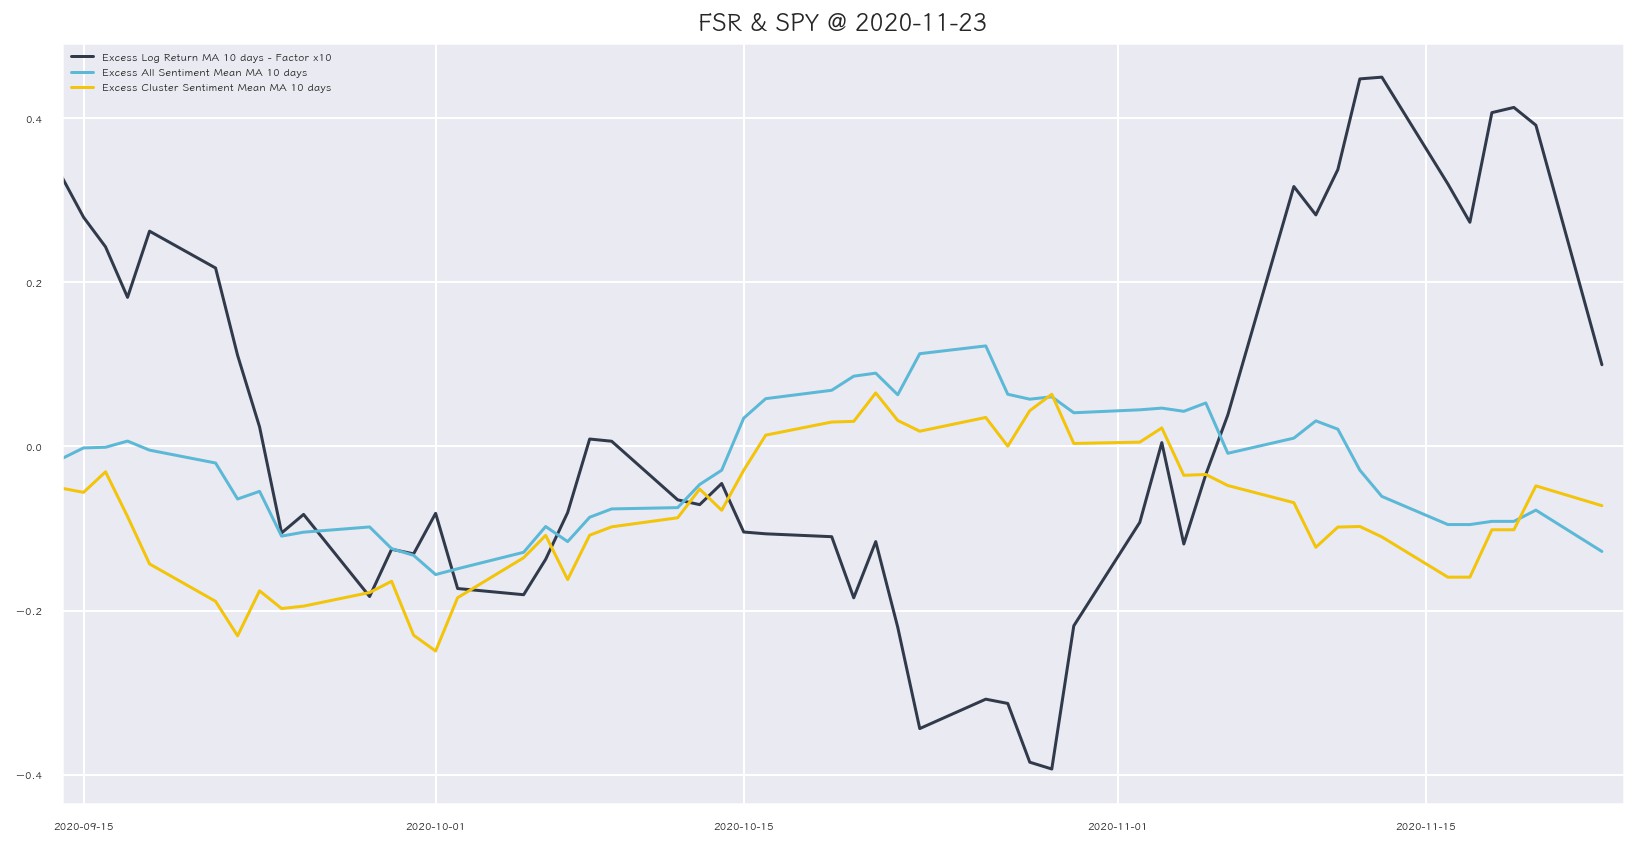 FSR & SPY @ 2020-11-23
Excess Log Return MA 10 days - Factor x10
Excess All Sentiment Mean MA 10 days
Excess Cluster Sentiment Mean MA 10 days
0.4
0.2
0.0
−0.2
−0.4
2020-09-15 2020-10-01 2020-10-15 2020-11-01 2020-11-15